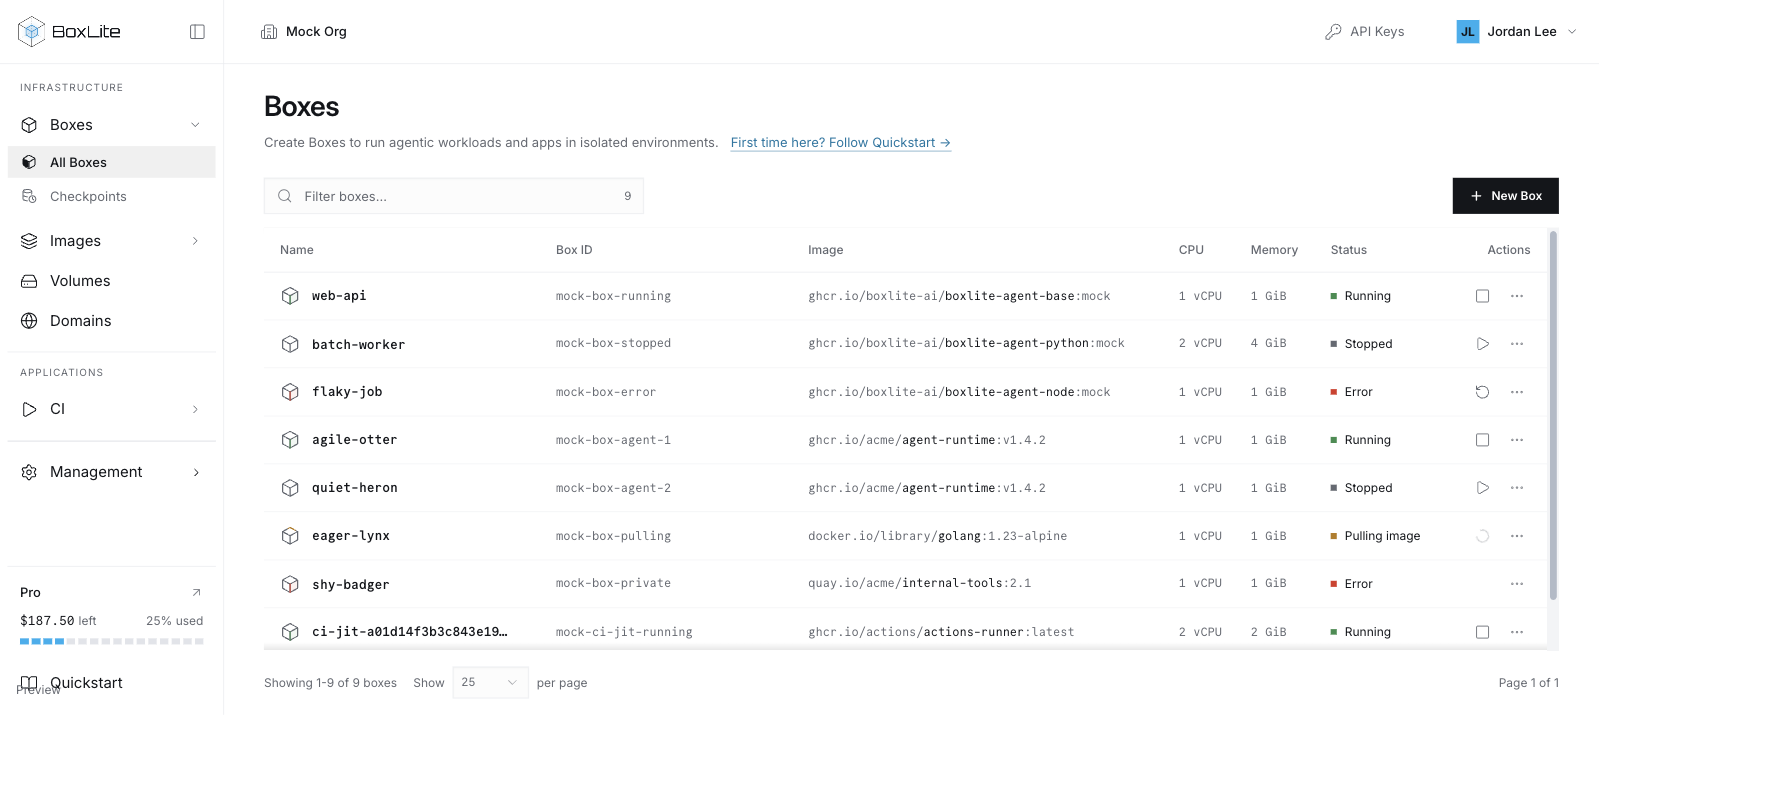 BoxLite
Mock Org
API Keys
JL Jordan Lee
INFRASTRUCTURE
Boxes
All Boxes
Checkpoints
Images
Volumes
Domains
APPLICATIONS
CI
Management
Pro
$187.50 left 25% used
Quickstart
Preview
Boxes
Create Boxes to run agentic workloads and apps in isolated environments. First time here? Follow Quickstart →
Filter boxes... 9
+ New Box
Name Box ID Image CPU Memory Status Actions
web-api mock-box-running ghcr.io/boxlite-ai/boxlite-agent-base:mock 1 vCPU 1 GiB Running
batch-worker mock-box-stopped ghcr.io/boxlite-ai/boxlite-agent-python:mock 2 vCPU 4 GiB Stopped
flaky-job mock-box-error ghcr.io/boxlite-ai/boxlite-agent-node:mock 1 vCPU 1 GiB Error
agile-otter mock-box-agent-1 ghcr.io/acme/agent-runtime:v1.4.2 1 vCPU 1 GiB Running
quiet-heron mock-box-agent-2 ghcr.io/acme/agent-runtime:v1.4.2 1 vCPU 1 GiB Stopped
eager-lynx mock-box-pulling docker.io/library/golang:1.23-alpine 1 vCPU 1 GiB Pulling image
shy-badger mock-box-private quay.io/acme/internal-tools:2.1 1 vCPU 1 GiB Error
ci-jit-a01d14f3b3c843e19… mock-ci-jit-running ghcr.io/actions/actions-runner:latest 2 vCPU 2 GiB Running
Showing 1-9 of 9 boxes Show 25 per page
Page 1 of 1